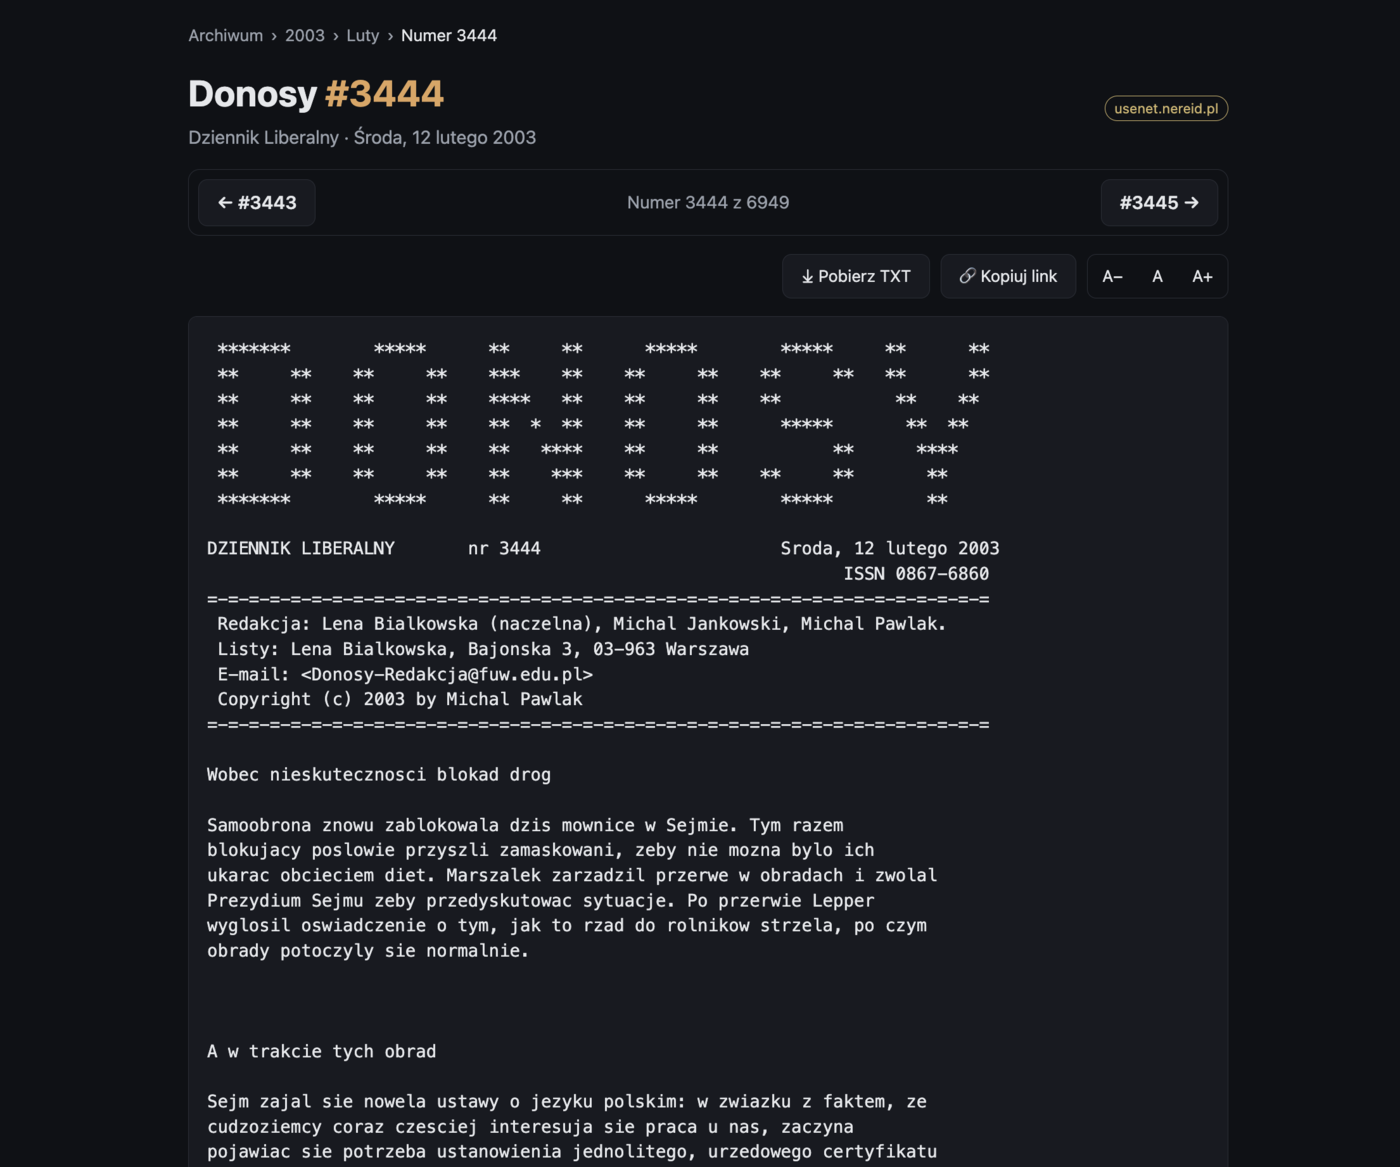 Archiwum › 2003 › Luty › Numer 3444
Donosy #3444
usenet.nereid.pl
Dziennik Liberalny · Środa, 12 lutego 2003
← #3443
Numer 3444 z 6949
#3445 →
Pobierz TXT
Kopiuj link
A−
A
A+
DONOSY
DZIENNIK LIBERALNY nr 3444 Sroda, 12 lutego 2003
ISSN 0867-6860
=-=-=-=-=-=-=-=-=-=-=-=-=-=-=-=-=-=-=-=-=-=-=-=-=-=-=-=-=-=-=-=-=-=-=-=-=-=
Redakcja: Lena Bialkowska (naczelna), Michal Jankowski, Michal Pawlak.
Listy: Lena Bialkowska, Bajonska 3, 03-963 Warszawa
E-mail: <Donosy-Redakcja@fuw.edu.pl>
Copyright (c) 2003 by Michal Pawlak
=-=-=-=-=-=-=-=-=-=-=-=-=-=-=-=-=-=-=-=-=-=-=-=-=-=-=-=-=-=-=-=-=-=-=-=-=-=
Wobec nieskutecznosci blokad drog
Samoobrona znowu zablokowala dzis mownice w Sejmie. Tym razem
blokujacy poslowie przyszli zamaskowani, zeby nie mozna bylo ich
ukarac obcieciem diet. Marszalek zarzadzil przerwe w obradach i zwolal
Prezydium Sejmu zeby przedyskutowac sytuacje. Po przerwie Lepper
wyglosil oswiadczenie o tym, jak to rzad do rolnikow strzela, po czym
obrady potoczyly sie normalnie.
A w trakcie tych obrad
Sejm zajal sie nowela ustawy o jezyku polskim: w zwiazku z faktem, ze
cudzoziemcy coraz czesciej interesuja sie praca u nas, zaczyna
pojawiac sie potrzeba ustanowienia jednolitego, urzedowego certyfikatu